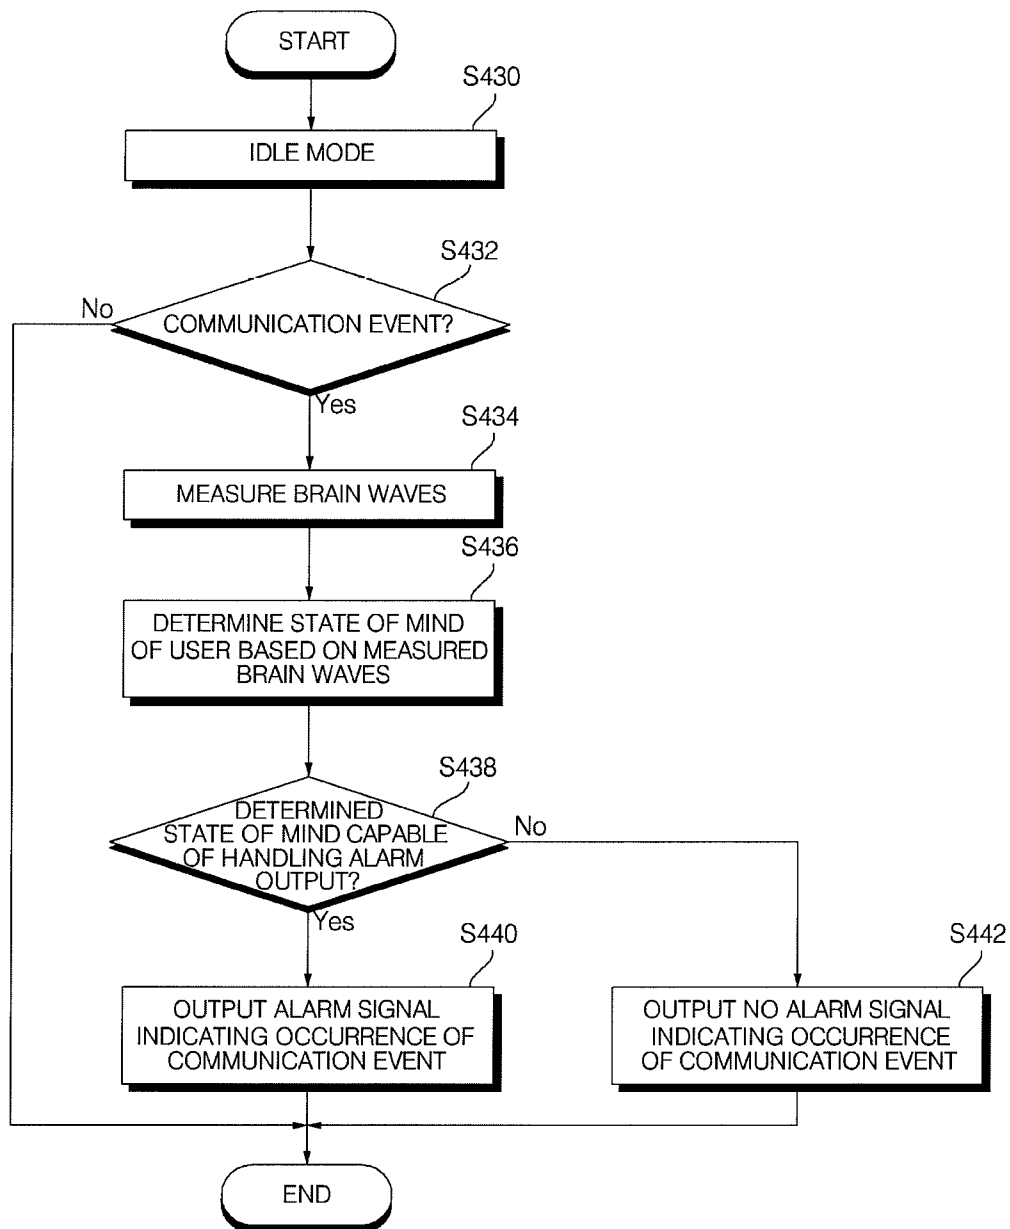 START
S430
IDLE MODE
S432
No
COMMUNICATION EVENT?
Yes
S434
MEASURE BRAIN WAVES
S436
DETERMINE STATE OF MIND
OF USER BASED ON MEASURED
BRAIN WAVES
S438
DETERMINED
STATE OF MIND CAPABLE
OF HANDLING ALARM
OUTPUT?
No
Yes
S440
OUTPUT ALARM SIGNAL
INDICATING OCCURRENCE OF
COMMUNICATION EVENT
S442
OUTPUT NO ALARM SIGNAL
INDICATING OCCURRENCE
OF COMMUNICATION EVENT
END